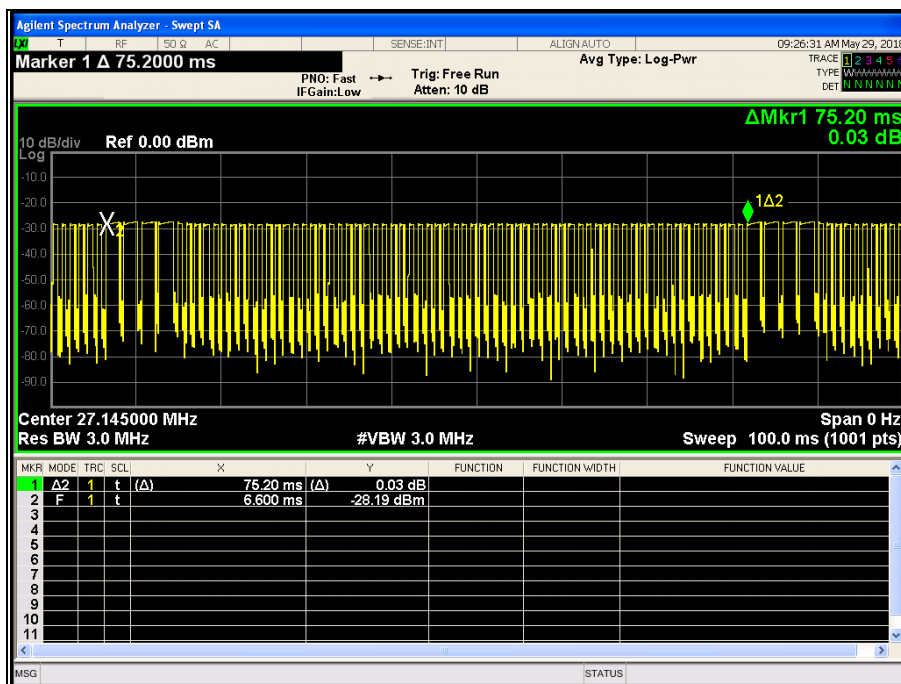 Agilent Spectrum Analyzer - Swept SA
LXI T RF 50 Ω AC SENSE:INT ALIGN AUTO 09:26:31 AM May 29, 2018
Marker 1 Δ 75.2000 ms
PNO: Fast
IFGain:Low
Trig: Free Run
Atten: 10 dB
Avg Type: Log-Pwr
TRACE 1 2 3 4 5
TYPE
DET N N N N N N
ΔMkr1 75.20 ms
0.03 dB
10 dB/div Ref 0.00 dBm
Log
-10.0
-20.0
-30.0
-40.0
-50.0
-60.0
-70.0
-80.0
-90.0
2
1Δ2
Center 27.145000 MHz Span 0 Hz
Res BW 3.0 MHz #VBW 3.0 MHz Sweep 100.0 ms (1001 pts)
MKR MODE TRC SCL X Y FUNCTION FUNCTION WIDTH FUNCTION VALUE
1 Δ2 1 t (Δ) 75.20 ms (Δ) 0.03 dB
2 F 1 t 6.600 ms -28.19 dBm
3
4
5
6
7
8
9
10
11
MSG STATUS